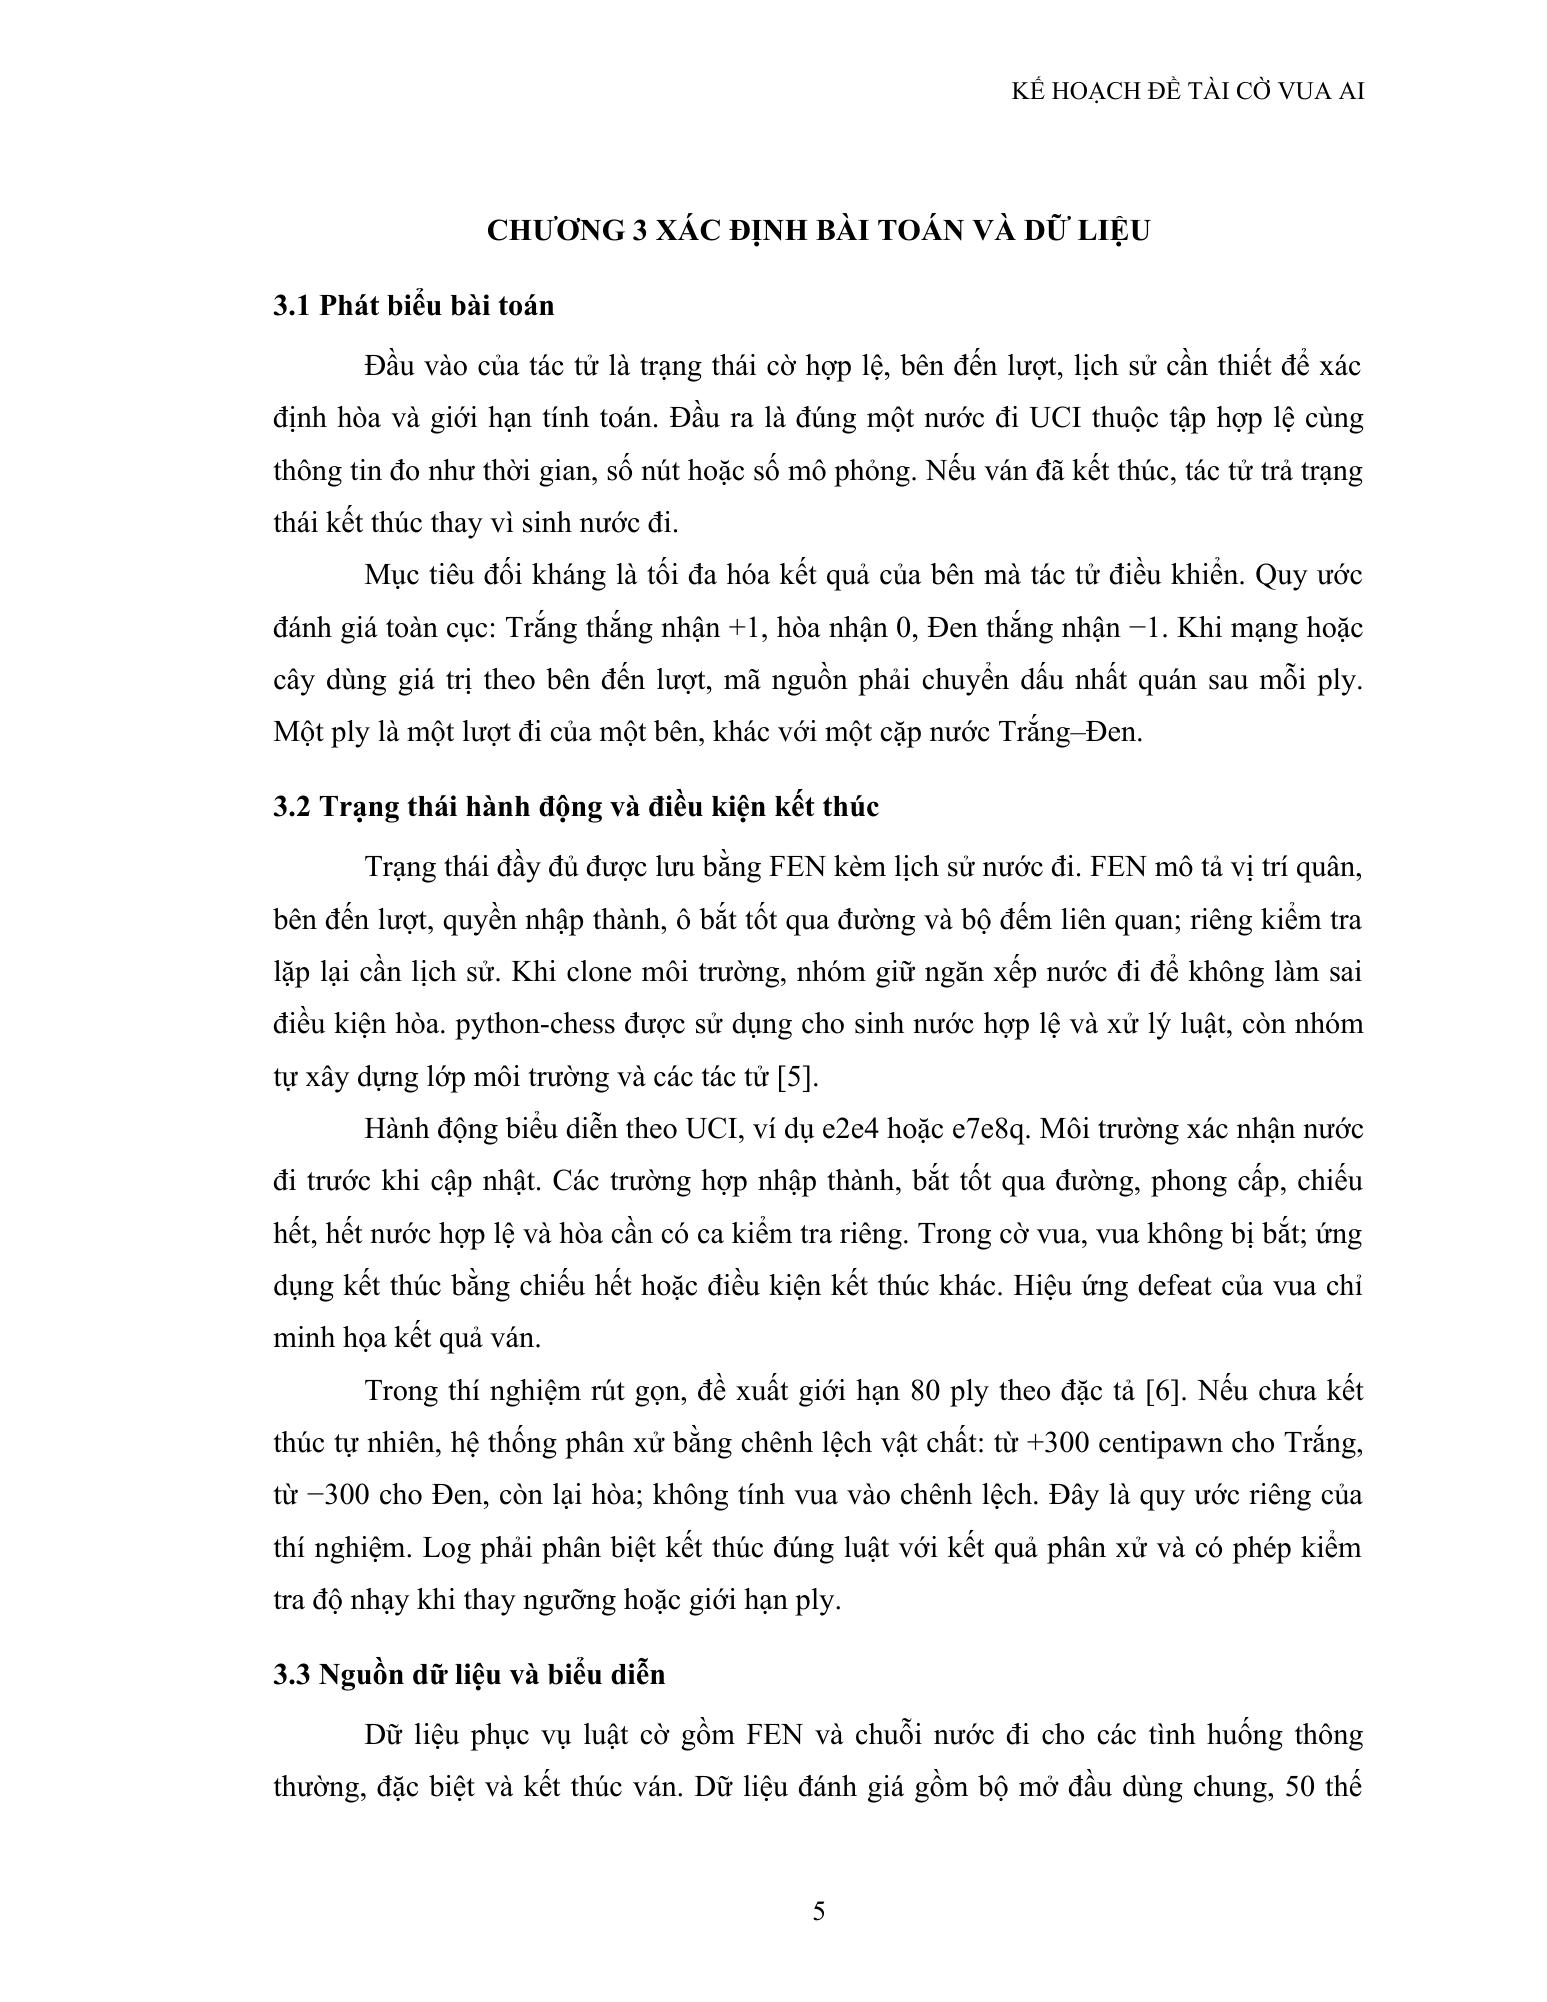 KẾ HOẠCH ĐỀ TÀI CỜ VUA AI
CHƯƠNG 3 XÁC ĐỊNH BÀI TOÁN VÀ DỮ LIỆU
3.1 Phát biểu bài toán
Đầu vào của tác tử là trạng thái cờ hợp lệ, bên đến lượt, lịch sử cần thiết để xác
định hòa và giới hạn tính toán. Đầu ra là đúng một nước đi UCI thuộc tập hợp lệ cùng
thông tin đo như thời gian, số nút hoặc số mô phỏng. Nếu ván đã kết thúc, tác tử trả trạng
thái kết thúc thay vì sinh nước đi.
Mục tiêu đối kháng là tối đa hóa kết quả của bên mà tác tử điều khiển. Quy ước
đánh giá toàn cục: Trắng thắng nhận +1, hòa nhận 0, Đen thắng nhận −1. Khi mạng hoặc
cây dùng giá trị theo bên đến lượt, mã nguồn phải chuyển dấu nhất quán sau mỗi ply.
Một ply là một lượt đi của một bên, khác với một cặp nước Trắng–Đen.
3.2 Trạng thái hành động và điều kiện kết thúc
Trạng thái đầy đủ được lưu bằng FEN kèm lịch sử nước đi. FEN mô tả vị trí quân,
bên đến lượt, quyền nhập thành, ô bắt tốt qua đường và bộ đếm liên quan; riêng kiểm tra
lặp lại cần lịch sử. Khi clone môi trường, nhóm giữ ngăn xếp nước đi để không làm sai
điều kiện hòa. python-chess được sử dụng cho sinh nước hợp lệ và xử lý luật, còn nhóm
tự xây dựng lớp môi trường và các tác tử [5].
Hành động biểu diễn theo UCI, ví dụ e2e4 hoặc e7e8q. Môi trường xác nhận nước
đi trước khi cập nhật. Các trường hợp nhập thành, bắt tốt qua đường, phong cấp, chiếu
hết, hết nước hợp lệ và hòa cần có ca kiểm tra riêng. Trong cờ vua, vua không bị bắt; ứng
dụng kết thúc bằng chiếu hết hoặc điều kiện kết thúc khác. Hiệu ứng defeat của vua chỉ
minh họa kết quả ván.
Trong thí nghiệm rút gọn, đề xuất giới hạn 80 ply theo đặc tả [6]. Nếu chưa kết
thúc tự nhiên, hệ thống phân xử bằng chênh lệch vật chất: từ +300 centipawn cho Trắng,
từ −300 cho Đen, còn lại hòa; không tính vua vào chênh lệch. Đây là quy ước riêng của
thí nghiệm. Log phải phân biệt kết thúc đúng luật với kết quả phân xử và có phép kiểm
tra độ nhạy khi thay ngưỡng hoặc giới hạn ply.
3.3 Nguồn dữ liệu và biểu diễn
Dữ liệu phục vụ luật cờ gồm FEN và chuỗi nước đi cho các tình huống thông
thường, đặc biệt và kết thúc ván. Dữ liệu đánh giá gồm bộ mở đầu dùng chung, 50 thế
5